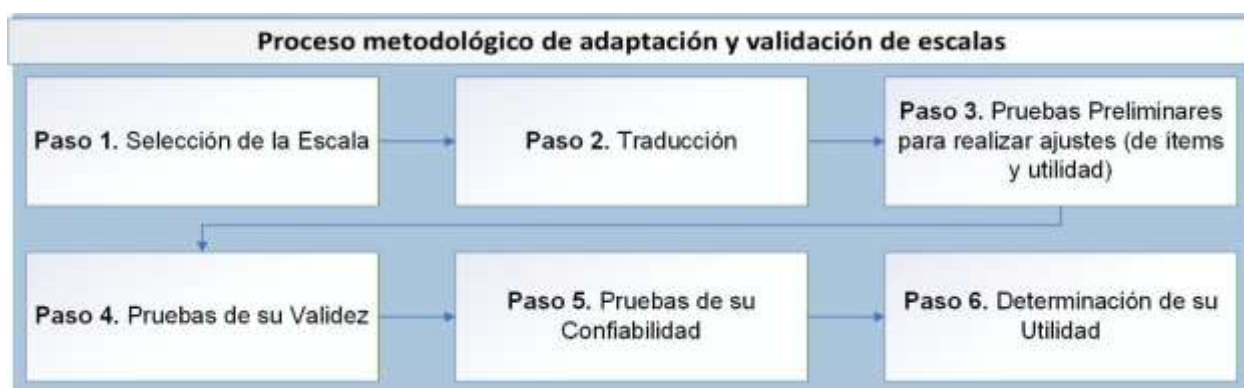 Proceso metodológico de adaptación y validación de escalas
Paso 1. Selección de la Escala
Paso 2. Traducción
Paso 3. Pruebas Preliminares
para realizar ajustes (de items
y utilidad)
Paso 4. Pruebas de su Validez
Paso 5. Pruebas de su
Confiabilidad
Paso 6. Determinación de su
Utilidad